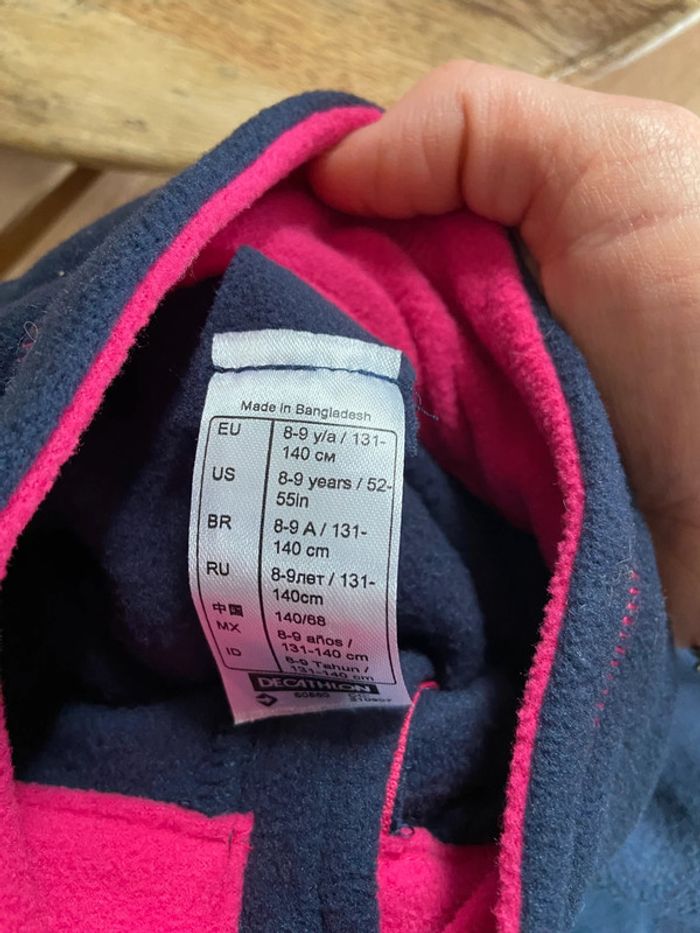 Made in Bangladesh
EU 8-9 y/a / 131-
140 см
US 8-9 years / 52-
55in
BR 8-9 A / 131-
140 cm
RU 8-9лет / 131-
140cm
中国 140/68
MX 8-9 años /
131-140 cm
ID 8-9 Tahun /
131-140 cm
DECATHLON